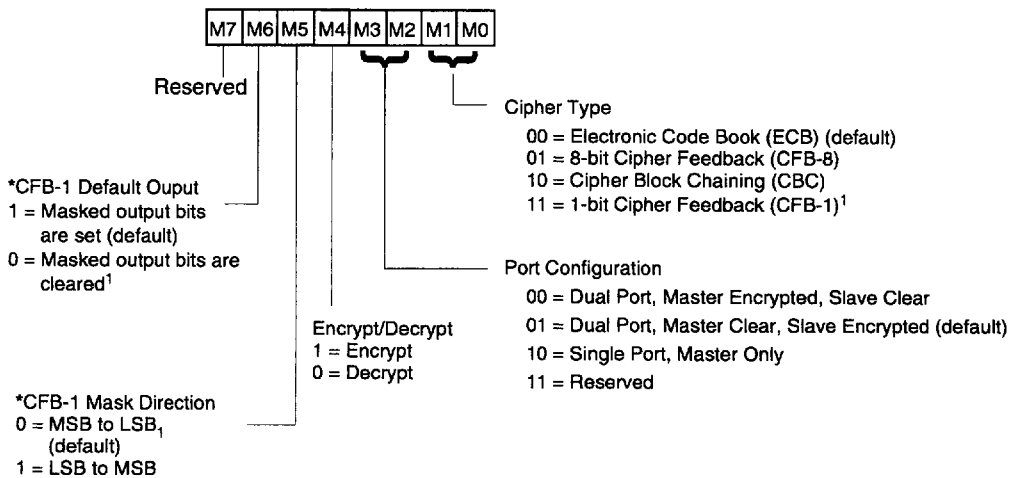 M7 M6 M5 M4 M3 M2 M1 M0
Reserved
Cipher Type
00 = Electronic Code Book (ECB) (default)
01 = 8-bit Cipher Feedback (CFB-8)
10 = Cipher Block Chaining (CBC)
11 = 1-bit Cipher Feedback (CFB-1)1
*CFB-1 Default Ouput
1 = Masked output bits
are set (default)
0 = Masked output bits are
cleared1
Port Configuration
00 = Dual Port, Master Encrypted, Slave Clear
01 = Dual Port, Master Clear, Slave Encrypted (default)
10 = Single Port, Master Only
11 = Reserved
Encrypt/Decrypt
1 = Encrypt
0 = Decrypt
*CFB-1 Mask Direction
0 = MSB to LSB1
(default)
1 = LSB to MSB